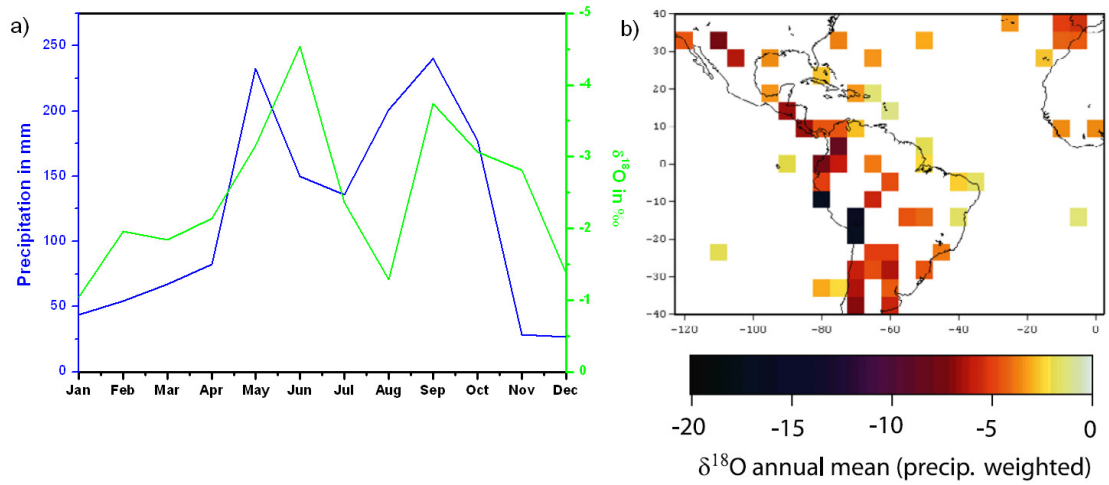 a)
Precipitation in mm
250
200
150
100
50
0
Jan Feb Mar Apr May Jun Jul Aug Sep Oct Nov Dec
-5
-4
-3
-2
-1
-0
δ¹⁸O in ‰
b)
40
30
20
10
0
-10
-20
-30
-40
-120 -100 -80 -60 -40 -20 0
-20 -15 -10 -5 0
δ¹⁸O annual mean (precip. weighted)